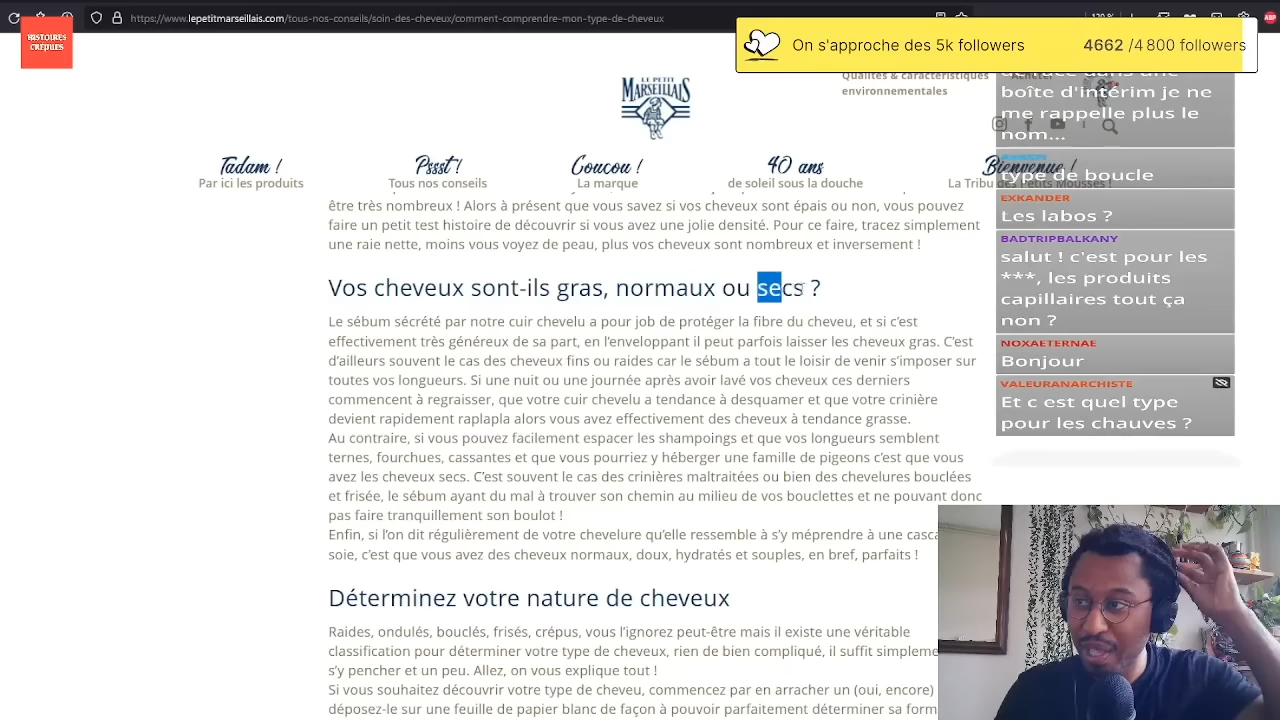 https://www.lepetitmarseillais.com/tous-nos-conseils/soin-des-cheveux/comment-comprendre-mon-type-de-cheveux
HISTOIRES
CRÉPUES
On s'approche des 5k followers
4662 /4 800 followers
LE PETIT
MARSEILLAIS
Qualités & caractéristiques
environnementales
Acheter
Tadam !
Par ici les produits
Pssst !
Tous nos conseils
Coucou !
La marque
40 ans
de soleil sous la douche
Bienvenue !
La Tribu des Petits Mousses !
être très nombreux ! Alors à présent que vous savez si vos cheveux sont épais ou non, vous pouvez
faire un petit test histoire de découvrir si vous avez une jolie densité. Pour ce faire, tracez simplement
une raie nette, moins vous voyez de peau, plus vos cheveux sont nombreux et inversement !
Vos cheveux sont-ils gras, normaux ou secs ?
Le sébum sécrété par notre cuir chevelu a pour job de protéger la fibre du cheveu, et si c'est
effectivement très généreux de sa part, en l'enveloppant il peut parfois laisser les cheveux gras. C'est
d'ailleurs souvent le cas des cheveux fins ou raides car le sébum a tout le loisir de venir s'imposer sur
toutes vos longueurs. Si une nuit ou une journée après avoir lavé vos cheveux ces derniers
commencent à regraisser, que votre cuir chevelu a tendance à desquamer et que votre crinière
devient rapidement raplapla alors vous avez effectivement des cheveux à tendance grasse.
Au contraire, si vous pouvez facilement espacer les shampoings et que vos longueurs semblent
ternes, fourchues, cassantes et que vous pourriez y héberger une famille de pigeons c'est que vous
avez les cheveux secs. C'est souvent le cas des crinières maltraitées ou bien des chevelures bouclées
et frisée, le sébum ayant du mal à trouver son chemin au milieu de vos bouclettes et ne pouvant donc
pas faire tranquillement son boulot !
Enfin, si l'on dit régulièrement de votre chevelure qu'elle ressemble à s'y méprendre à une casca
soie, c'est que vous avez des cheveux normaux, doux, hydratés et souples, en bref, parfaits !
Déterminez votre nature de cheveux
Raides, ondulés, bouclés, frisés, crépus, vous l'ignorez peut-être mais il existe une véritable
classification pour déterminer votre type de cheveux, rien de bien compliqué, il suffit simpleme
s'y pencher et un peu. Allez, on vous explique tout !
Si vous souhaitez découvrir votre type de cheveu, commencez par en arracher un (oui, encore)
déposez-le sur une feuille de papier blanc de façon à pouvoir parfaitement déterminer sa form
de race dans une
boîte d'intérim je ne
me rappelle plus le
nom...
type de boucle
EXKANDER
Les labos ?
BADTRIPBALKANY
salut ! c'est pour les
***, les produits
capillaires tout ça
non ?
NOXAETERNAE
Bonjour
VALEURANARCHISTE
Et c est quel type
pour les chauves ?